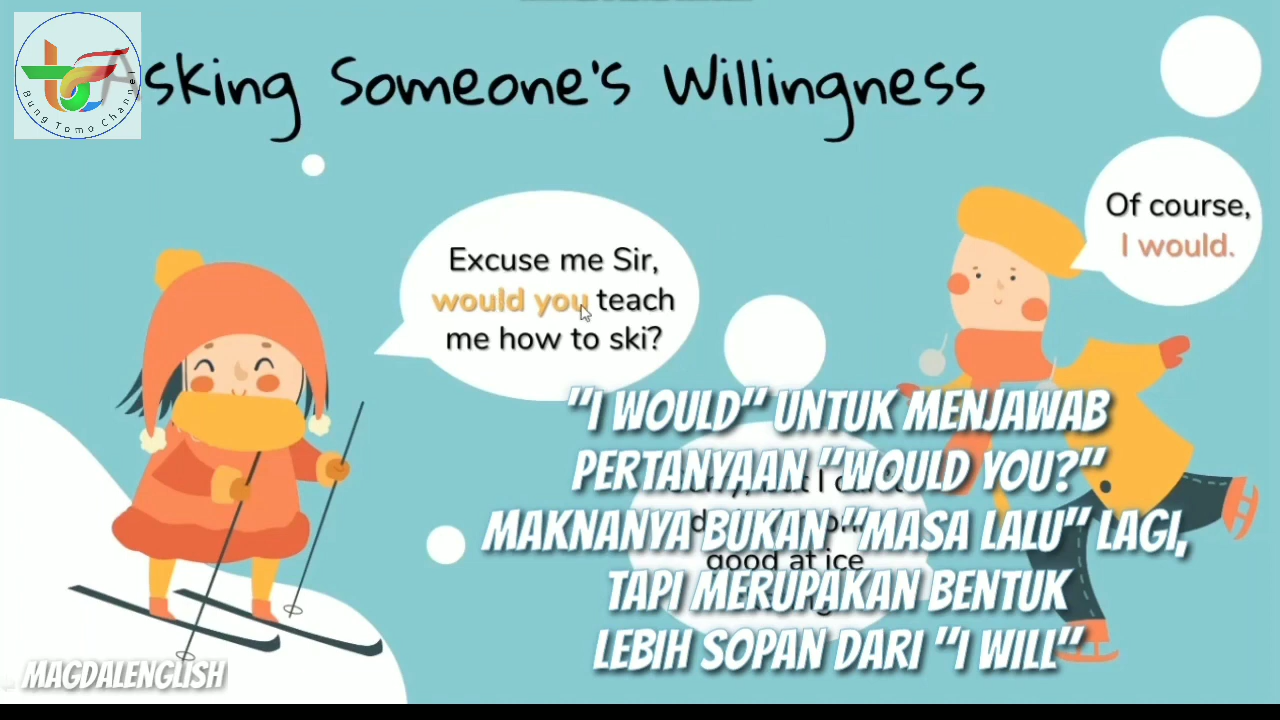 Asking Someone's Willingness
Bung Tomo Channel
Of course,
I would.
Excuse me Sir,
would you teach
me how to ski?
"I WOULD" UNTUK MENJAWAB
PERTANYAAN "WOULD YOU?"
MAKNANYA BUKAN "MASA LALU" LAGI,
TAPI MERUPAKAN BENTUK
LEBIH SOPAN DARI "I WILL"
good at ice
MAGDALENGLISH